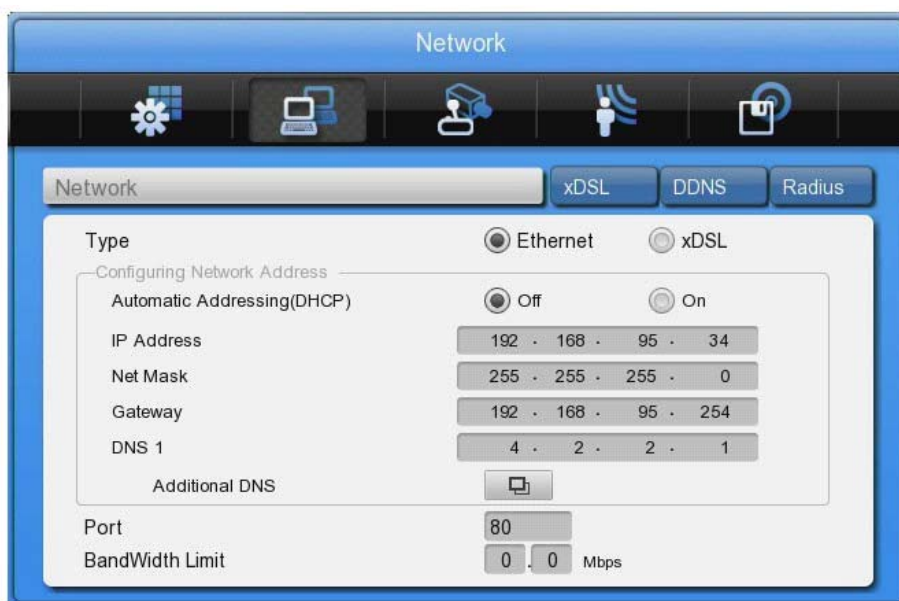 Network
Network xDSL DDNS Radius
Type Ethernet xDSL
Configuring Network Address
Automatic Addressing(DHCP) Off On
IP Address 192 . 168 . 95 . 34
Net Mask 255 . 255 . 255 . 0
Gateway 192 . 168 . 95 . 254
DNS 1 4 . 2 . 2 . 1
Additional DNS
Port 80
BandWidth Limit 0 . 0 Mbps